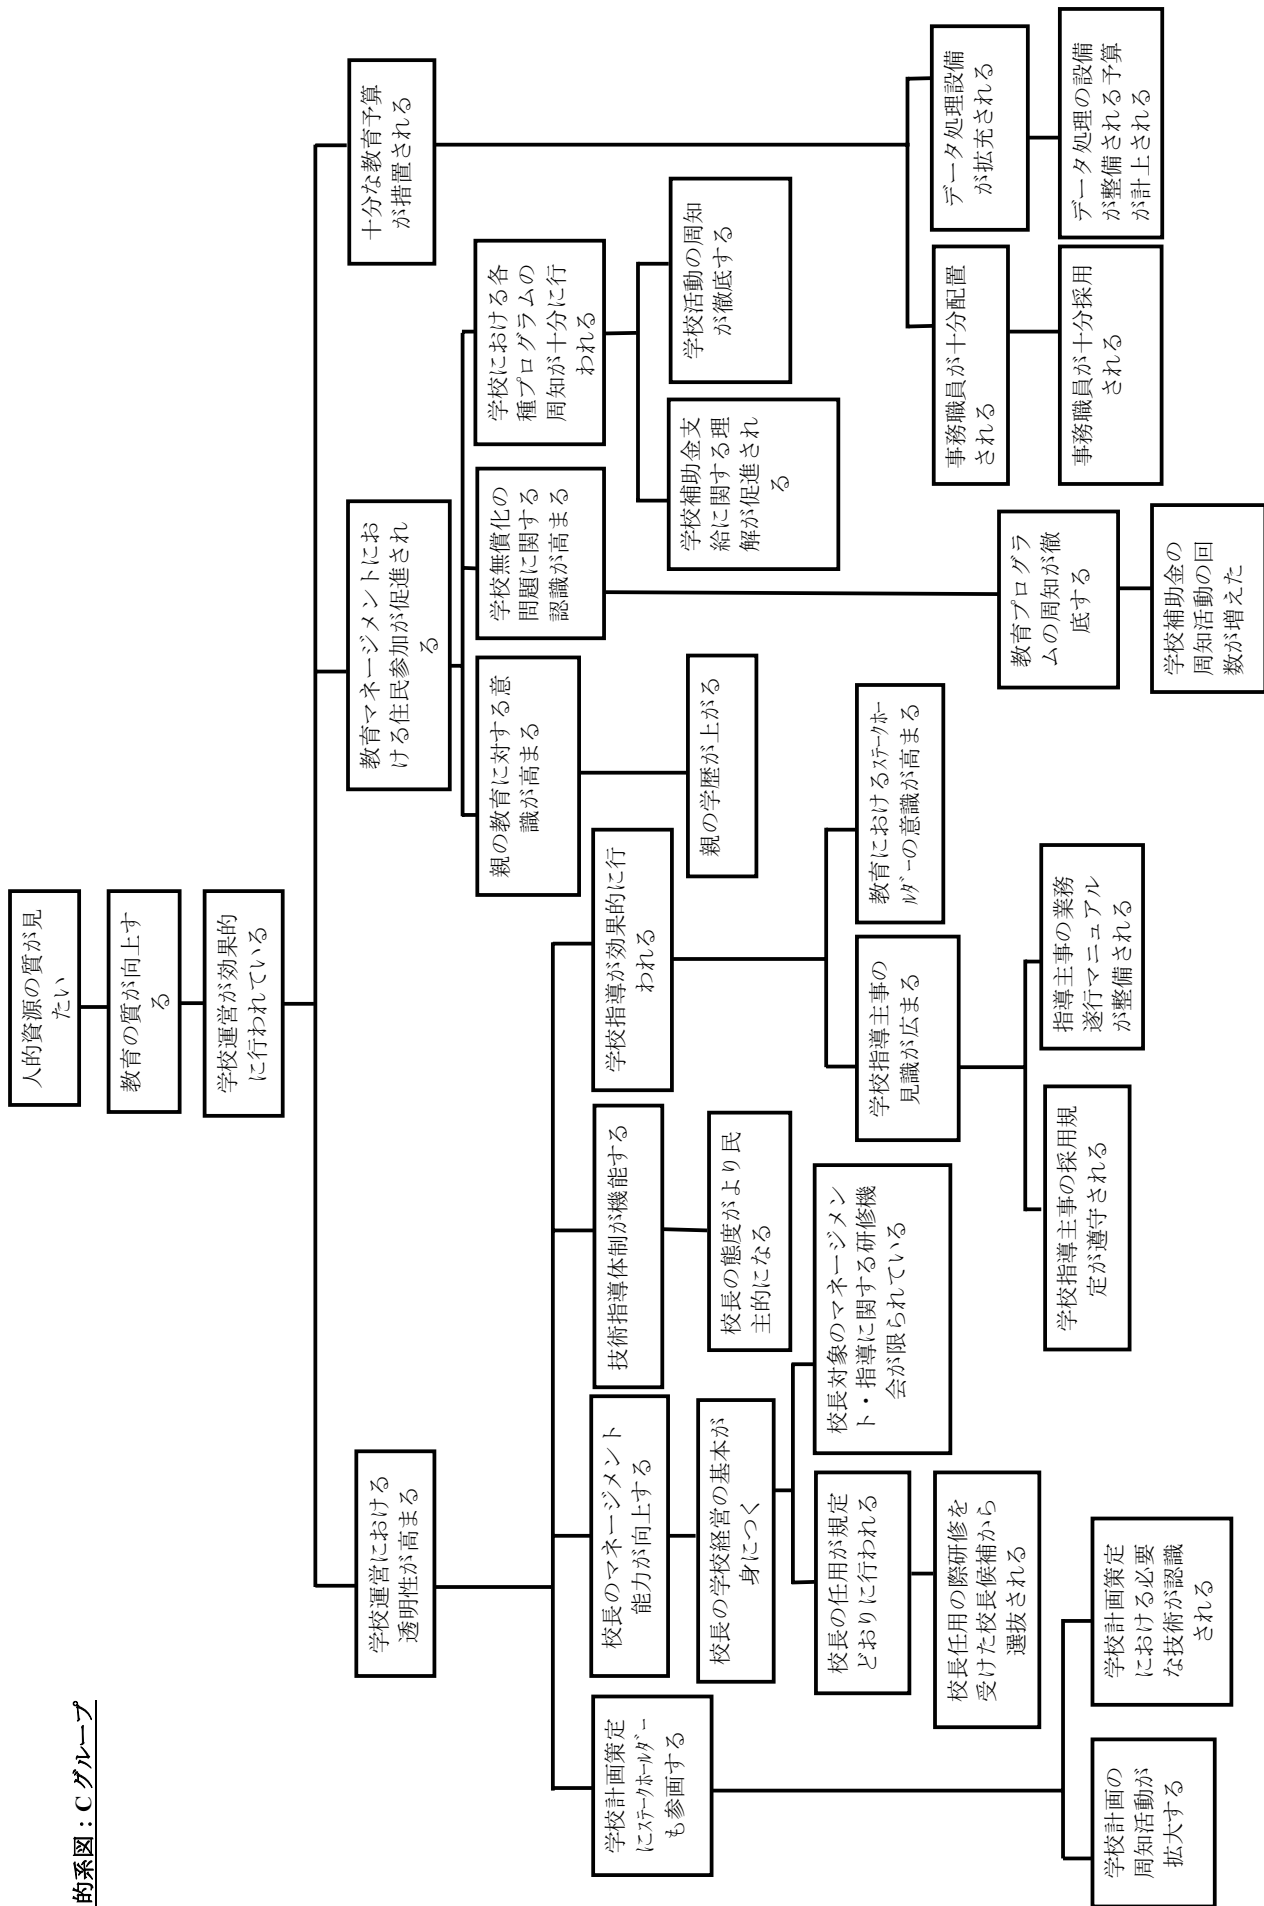 的系図：Cグループ
人的資源の質が見
たい
教育の質が向上す
る
学校運営が効果的
に行われている
学校運営における
透明性が高まる
教育マネージメントにお
ける住民参加が促進され
る
十分な教育予算
が措置される
学校計画策定
にｽﾃｰｸﾎｰﾙﾀﾞｰ
も参画する
校長のマネージメント
能力が向上する
技術指導体制が機能する
学校指導が効果的に行
われる
親の教育に対する意
識が高まる
学校無償化の
問題に関する
認識が高まる
学校における各
種プログラムの
周知が十分に行
われる
校長の学校経営の基本が
身につく
校長の態度がより民
主的になる
親の学歴が上がる
学校補助金支
給に関する理
解が促進され
る
学校活動の周知
が徹底する
校長の任用が規定
どおりに行われる
校長対象のマネージメン
ト・指導に関する研修機
会が限られている
学校指導主事の
見識が広まる
教育におけるｽﾃｰｸﾎｰ
ﾙﾀﾞｰの意識が高まる
事務職員が十分配置
される
データ処理設備
が拡充される
校長任用の際研修を
受けた校長候補から
選抜される
学校指導主事の採用規
定が遵守される
指導主事の業務
遂行マニュアル
が整備される
教育プログラ
ムの周知が徹
底する
事務職員が十分採用
される
データ処理の設備
が整備される予算
が計上される
学校計画の
周知活動が
拡大する
学校計画策定
における必要
な技術が認識
される
学校補助金の
周知活動の回
数が増えた